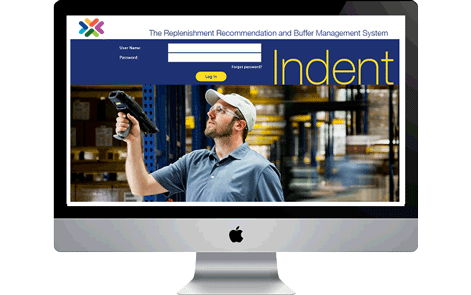 The Replenishment Recommendation and Buffer Management System
User Name:
Password:
Forgot password?
Log In
Indent